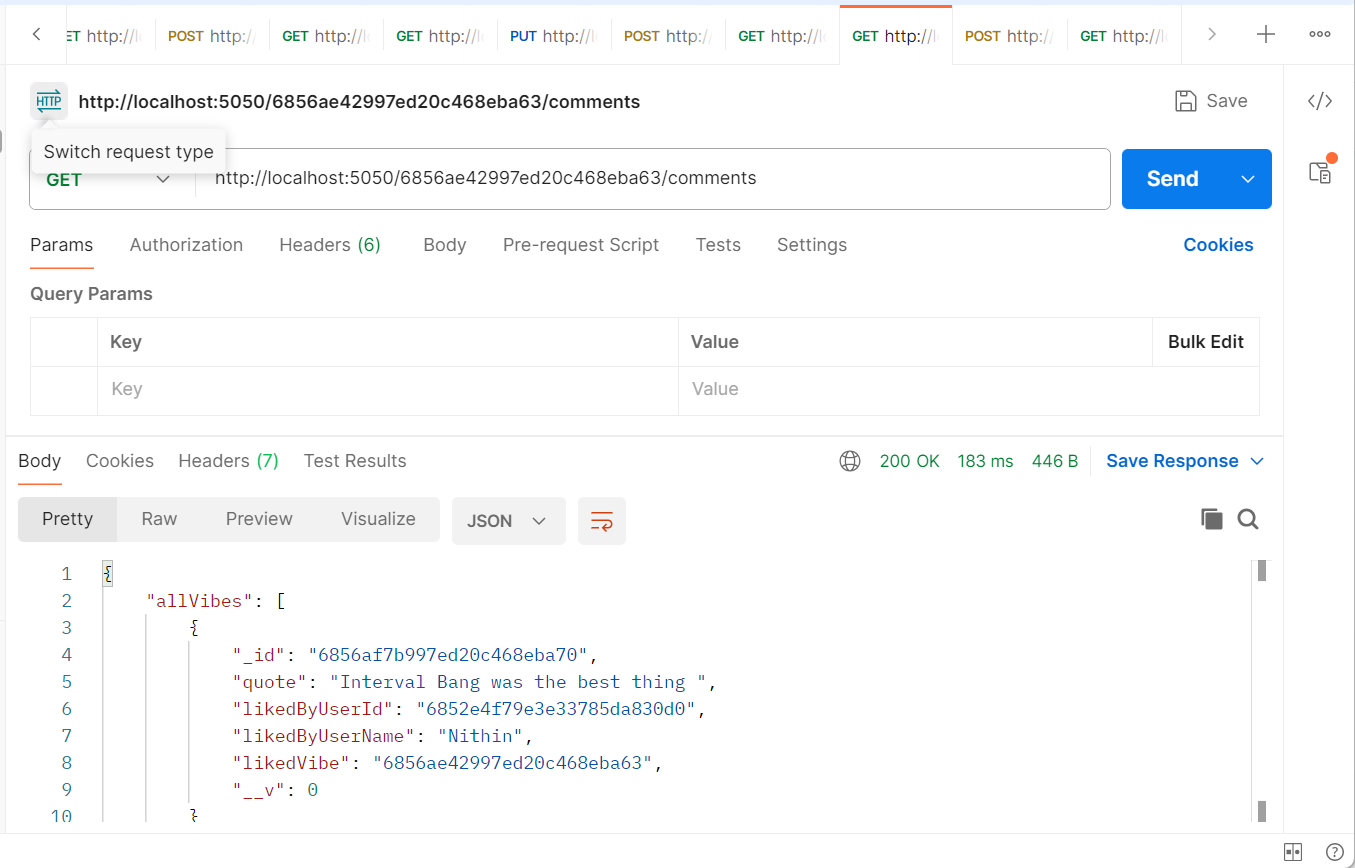 ET http://l
POST http://
GET http://l
GET http://l
PUT http://l
POST http://
GET http://l
GET http://l
POST http://
GET http://l
HTTP
http://localhost:5050/6856ae42997ed20c468eba63/comments
Save
Switch request type
GET
http://localhost:5050/6856ae42997ed20c468eba63/comments
Send
Params
Authorization
Headers (6)
Body
Pre-request Script
Tests
Settings
Cookies
Query Params
Key
Value
Bulk Edit
Key
Value
Body
Cookies
Headers (7)
Test Results
200 OK
183 ms
446 B
Save Response
Pretty
Raw
Preview
Visualize
JSON
1 {
2 "allVibes": [
3 {
4 "_id": "6856af7b997ed20c468eba70",
5 "quote": "Interval Bang was the best thing ",
6 "likedByUserId": "6852e4f79e3e33785da830d0",
7 "likedByUserName": "Nithin",
8 "likedVibe": "6856ae42997ed20c468eba63",
9 "__v": 0
10 }